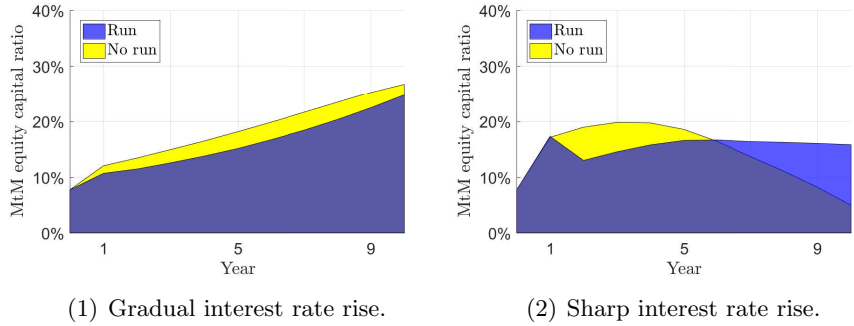 MtM equity capital ratio
40%
30%
20%
10%
0%
Run
No run
1
5
9
Year
(1) Gradual interest rate rise.
MtM equity capital ratio
40%
30%
20%
10%
0%
Run
No run
1
5
9
Year
(2) Sharp interest rate rise.